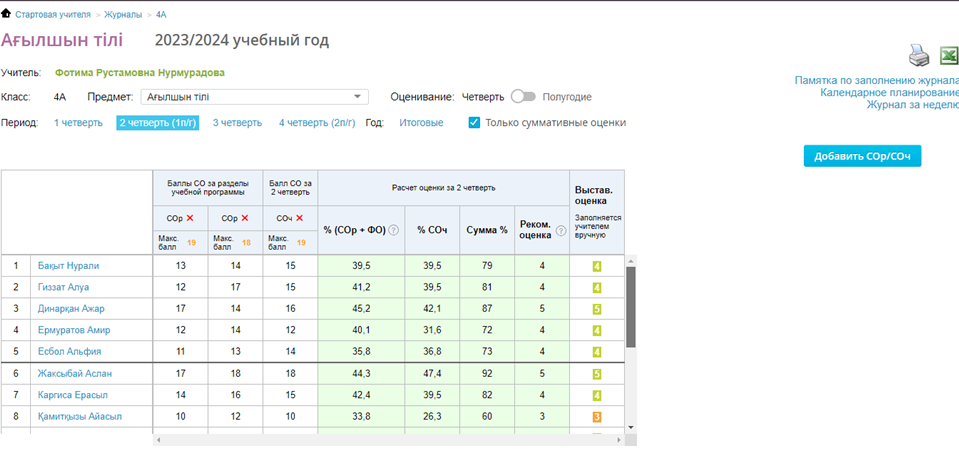 Стартовая учителя > Журналы > 4А
Ағылшын тілі 2023/2024 учебный год
Учитель: Фотима Рустамовна Нурмурадова
Памятка по заполнению журнала
Календарное планирование
Журнал за неделю
Класс: 4А Предмет: Ағылшын тілі Оценивание: Четверть Полугодие
Период: 1 четверть 2 четверть (1п/г) 3 четверть 4 четверть (2п/г) Год: Итоговые Только суммативные оценки
Добавить СОр/СОч
Баллы СО за разделы учебной программы Балл СО за 2 четверть Расчет оценки за 2 четверть Выстав. оценка
СОр СОр СОч % (СОр + ФО) ? % СОч Сумма % Реком. оценка ? Заполняется учителем вручную
Макс. балл 19 Макс. балл 18 Макс. балл 19
1 Бақыт Нурали 13 14 15 39,5 39,5 79 4 4
2 Гиззат Алуа 12 17 15 41,2 39,5 81 4 4
3 Динарқан Ажар 17 14 16 45,2 42,1 87 5 5
4 Ермуратов Амир 12 14 12 40,1 31,6 72 4 4
5 Есбол Альфия 11 13 14 35,8 36,8 73 4 4
6 Жаксыбай Аслан 17 18 18 44,3 47,4 92 5 5
7 Каргиса Ерасыл 14 16 15 42,4 39,5 82 4 4
8 Қамитқызы Айасыл 10 12 10 33,8 26,3 60 3 3